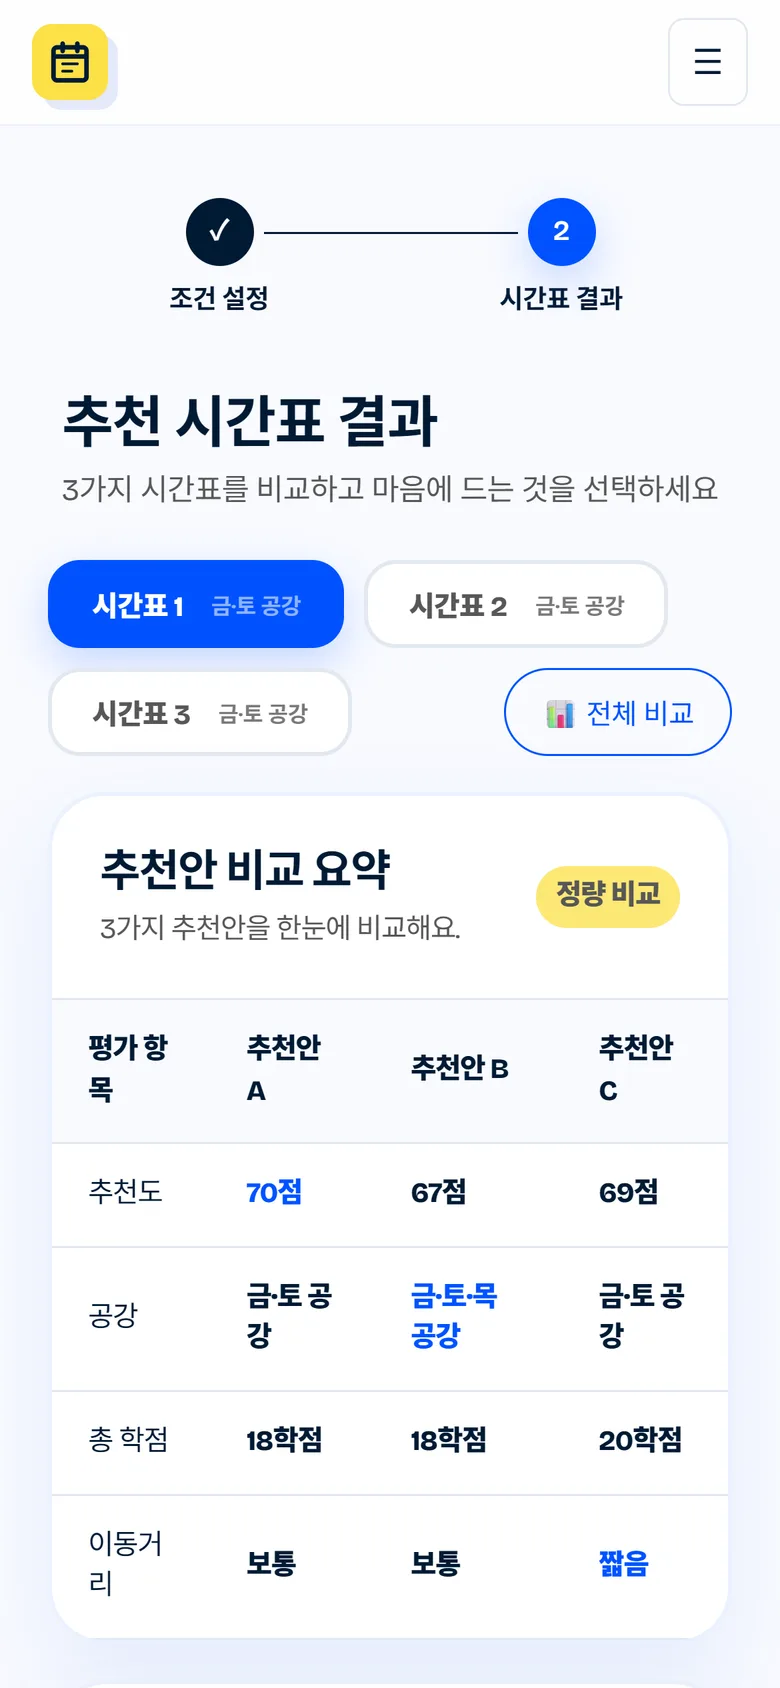 조건 설정
2
시간표 결과
추천 시간표 결과
3가지 시간표를 비교하고 마음에 드는 것을 선택하세요
시간표 1 금·토 공강
시간표 2 금·토 공강
시간표 3 금·토 공강
전체 비교
추천안 비교 요약
3가지 추천안을 한눈에 비교해요.
정량 비교
평가 항
목
추천안
A
추천안 B
추천안
C
추천도 70점 67점 69점
공강
금·토 공
강
금·토·목
공강
금·토 공
강
총 학점 18학점 18학점 20학점
이동거
리
보통 보통 짧음